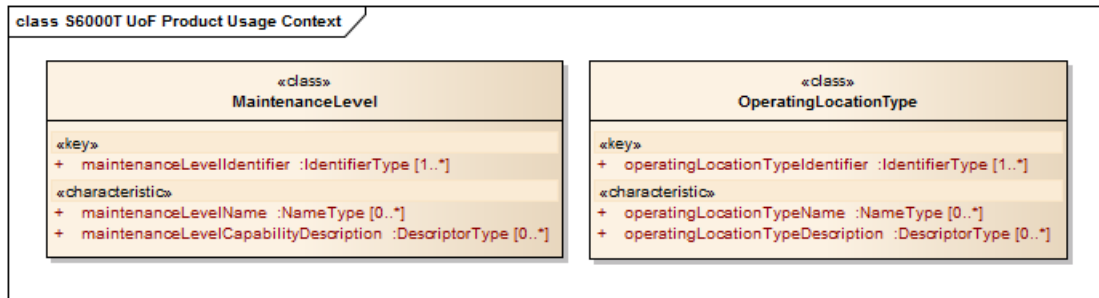 class S6000T UoF Product Usage Context
«class»
MaintenanceLevel
«key»
+ maintenanceLevelIdentifier :IdentifierType [1..*]
«characteristic»
+ maintenanceLevelName :NameType [0..*]
+ maintenanceLevelCapabilityDescription :DescriptorType [0..*]
«class»
OperatingLocationType
«key»
+ operatingLocationTypeIdentifier :IdentifierType [1..*]
«characteristic»
+ operatingLocationTypeName :NameType [0..*]
+ operatingLocationTypeDescription :DescriptorType [0..*]